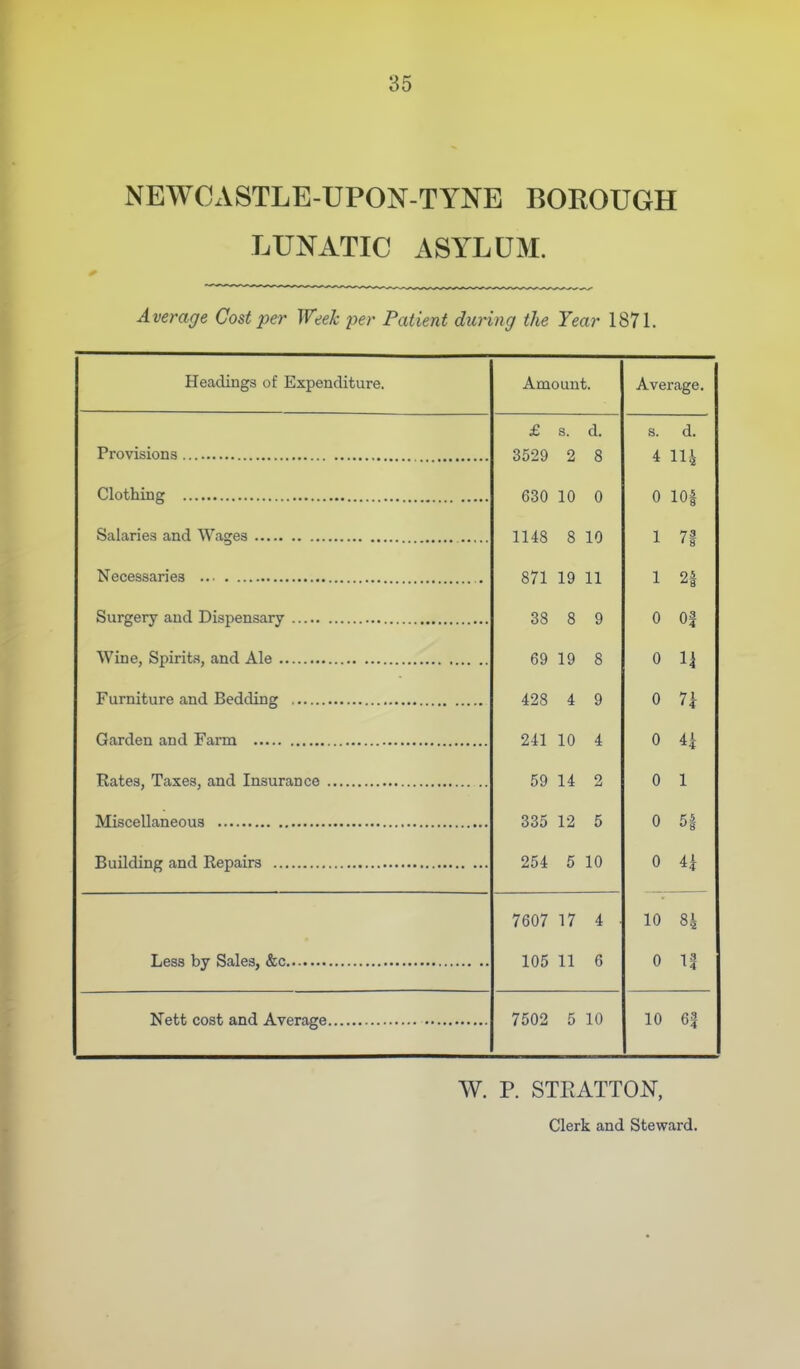 35
NEWCASTLE-UPON-TYNE BOROUGH
LUNATIC ASYLUM.
Average Cost per Week per Patient during the Year 1871.
Headings of Expenditure. Amount. Average.
£ s. d. s. d.
Provisions 3529 2 8 4 11½
Clothing 630 10 0 0 10⅝
Salaries and Wages 1148 8 10 1 7⅜
Necessaries 871 19 11 1 2⅝
Surgery and Dispensary 38 8 9 0 0¾
Wine, Spirits, and Ale 69 19 8 0 1¼
Furniture and Bedding 428 4 9 0 7¼
Garden and Farm 241 10 4 0 4¼
Rates, Taxes, and Insurance 59 14 2 0 1
Miscellaneous 335 12 5 0 5⅝
Building and Repairs 254 5 10 0 4¼
7607 17 4 10 8½
Less by Sales, &c. 105 11 6 0 1¾
Nett cost and Average 7502 5 10 10 6¾
W. P. STRATTON,
Clerk and Steward.